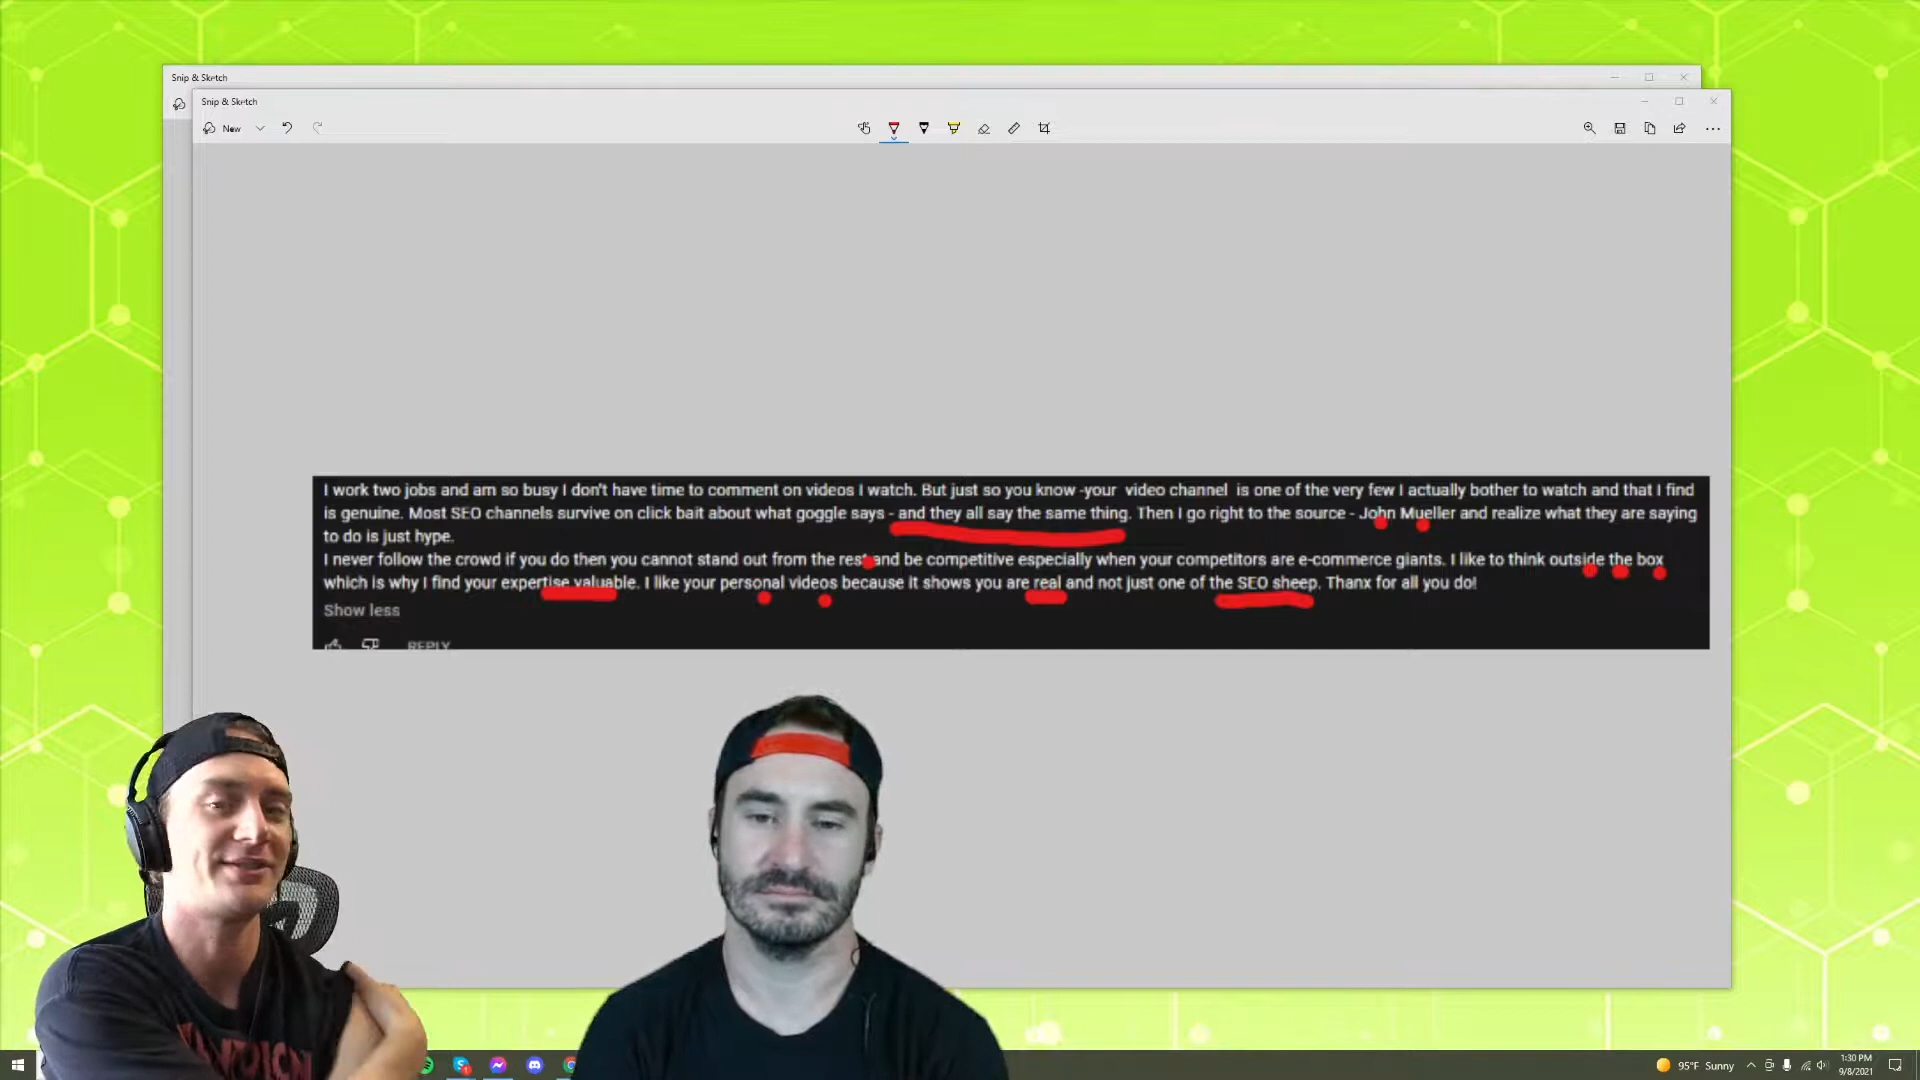 Snip & Sketch
Snip & Sketch
New
I work two jobs and am so busy I don't have time to comment on videos I watch. But just so you know -your video channel is one of the very few I actually bother to watch and that I find
is genuine. Most SEO channels survive on click bait about what goggle says - and they all say the same thing. Then I go right to the source - John Mueller and realize what they are saying
to do is just hype.
I never follow the crowd if you do then you cannot stand out from the rest and be competitive especially when your competitors are e-commerce giants. I like to think outside the box
which is why I find your expertise valuable. I like your personal videos because it shows you are real and not just one of the SEO sheep. Thanx for all you do!
Show less
REPLY
95°F Sunny
1:30 PM
9/8/2021